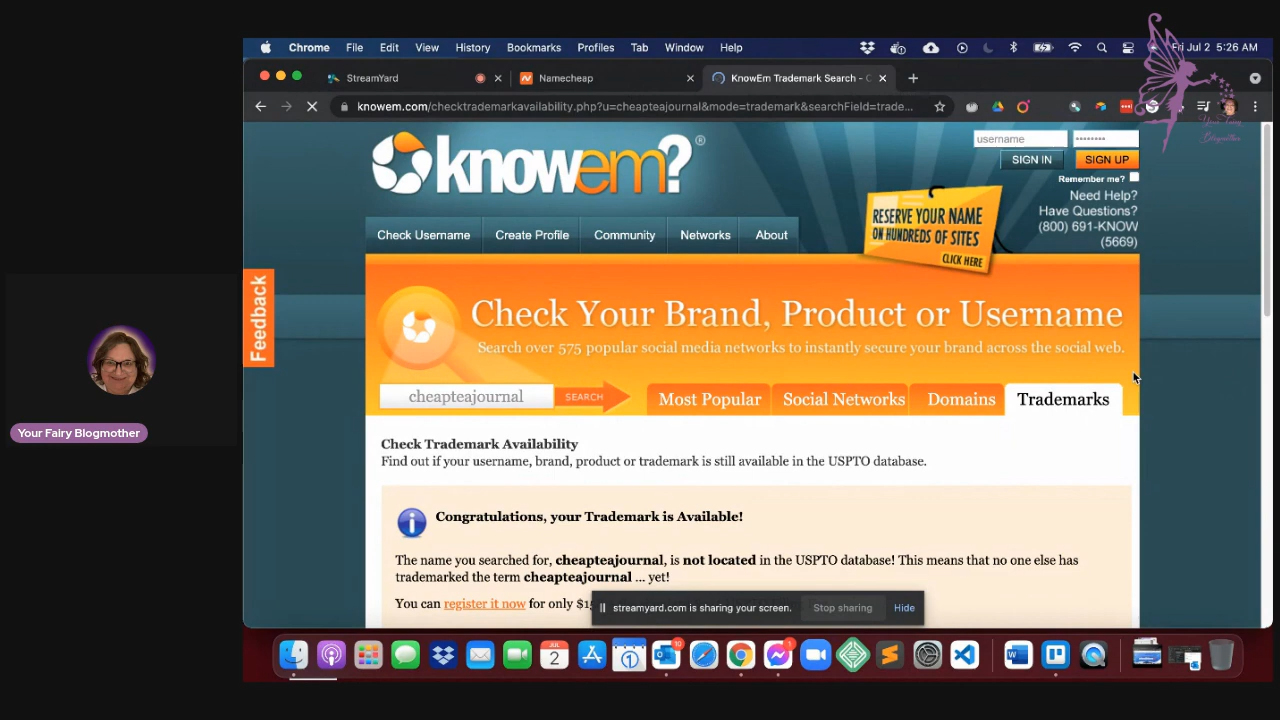 Chrome File Edit View History Bookmarks Profiles Tab Window Help Fri Jul 2 5:26 AM
StreamYard Namecheap KnowEm Trademark Search - C
knowem.com/checktrademarkavailability.php?u=cheapteajournal&mode=trademark&searchField=trade...
Your Fairy
Blogmother
knowem?®
username ••••••••
SIGN IN SIGN UP
Remember me?
Need Help?
Have Questions?
(800) 691-KNOW
(5669)
RESERVE YOUR NAME
ON HUNDREDS OF SITES
CLICK HERE
Check Username Create Profile Community Networks About
Feedback
Check Your Brand, Product or Username
Search over 575 popular social media networks to instantly secure your brand across the social web.
cheapteajournal SEARCH Most Popular Social Networks Domains Trademarks
Check Trademark Availability
Find out if your username, brand, product or trademark is still available in the USPTO database.
Congratulations, your Trademark is Available!
The name you searched for, cheapteajournal, is not located in the USPTO database! This means that no one else has
trademarked the term cheapteajournal ... yet!
You can register it now for only
streamyard.com is sharing your screen. Stop sharing Hide
Your Fairy Blogmother
10 JUL 2 1 1